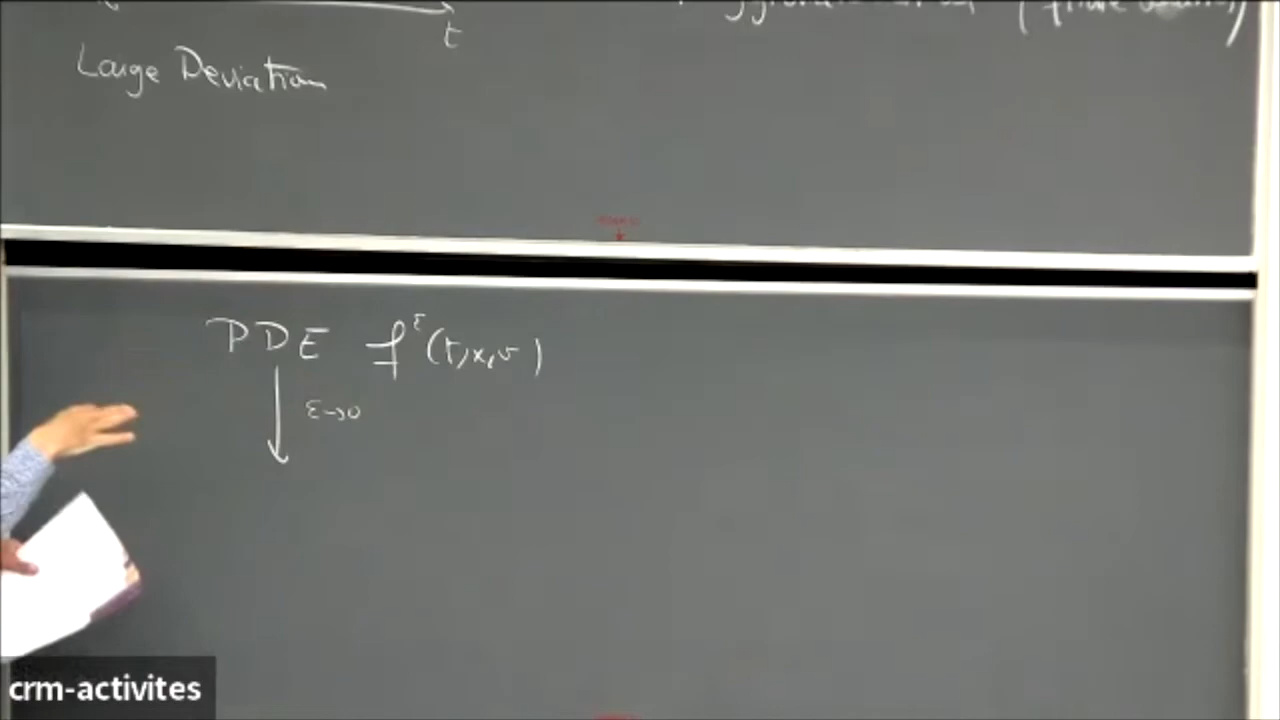 t
Large Deviation
PDE f^ε(t,x,v)
ε→0
crm-activites